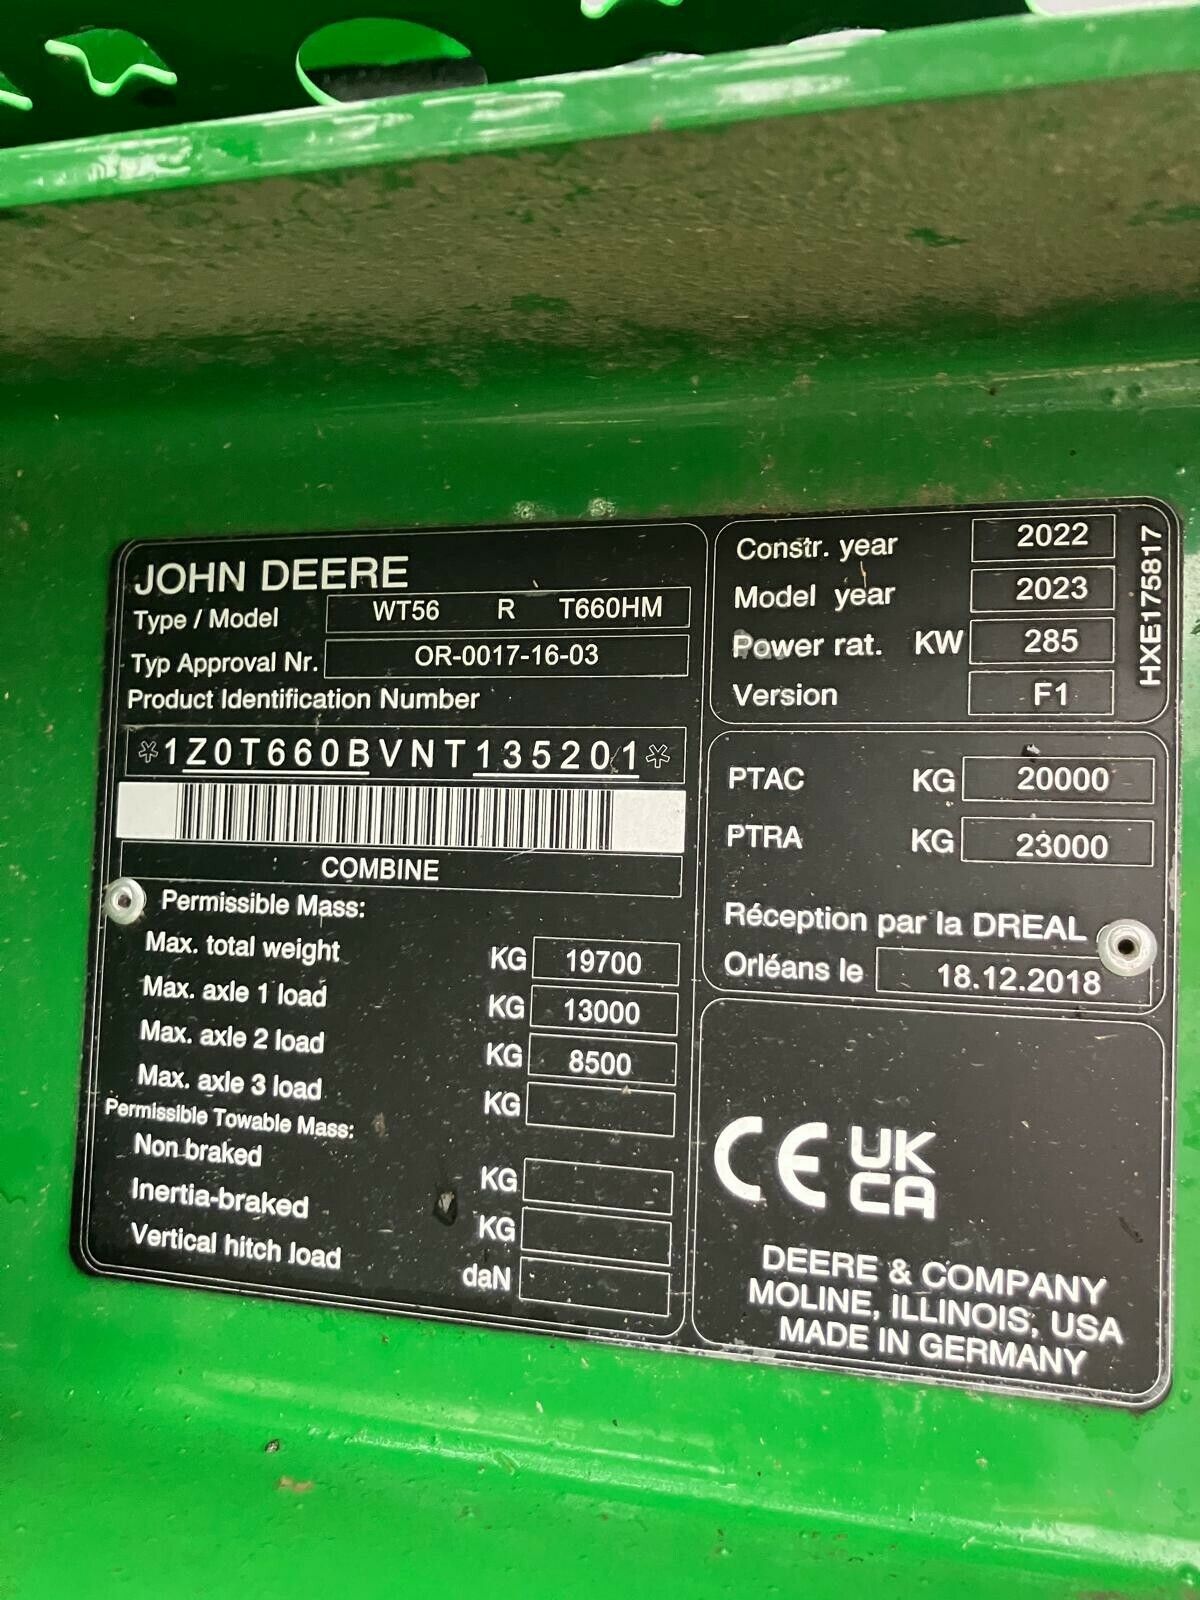 JOHN DEERE
Type / Model WT56 R T660HM
Typ Approval Nr. OR-0017-16-03
Product Identification Number
*1Z0T660BVNT135201*
COMBINE
Permissible Mass:
Max. total weight KG 19700
Max. axle 1 load KG 13000
Max. axle 2 load KG 8500
Max. axle 3 load KG
Permissible Towable Mass:
Non braked KG
Inertia-braked KG
Vertical hitch load daN
Constr. year 2022
Model year 2023
Power rat. KW 285
Version F1
HXE175817
PTAC KG 20000
PTRA KG 23000
Réception par la DREAL
Orléans le 18.12.2018
CE UK
CA
DEERE & COMPANY
MOLINE, ILLINOIS, USA
MADE IN GERMANY